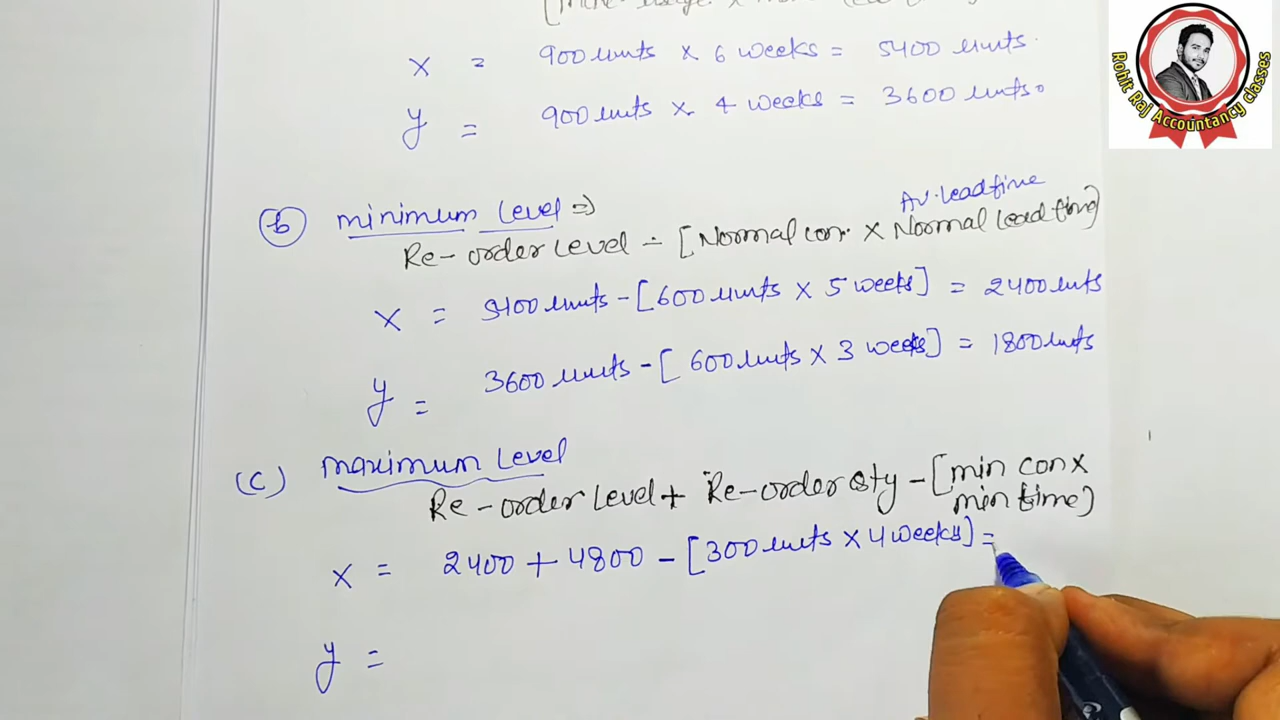 x = 900 units × 6 weeks = 5400 units.
y = 900 units × 4 weeks = 3600 units.
(b) minimum Level ⇒
Av. Lead time
Re-order Level - [Normal con. × Normal lead time]
x = 5400 units - [600 units × 5 weeks] = 2400 units
y = 3600 units - [600 units × 3 weeks] = 1800 units
(c) maximum Level
Re-order Level + Re-order Qty - [min con x
min time)
x = 2400 + 4800 - [300 units × 4 weeks] =
y =
Rohit Raj Accountancy classes